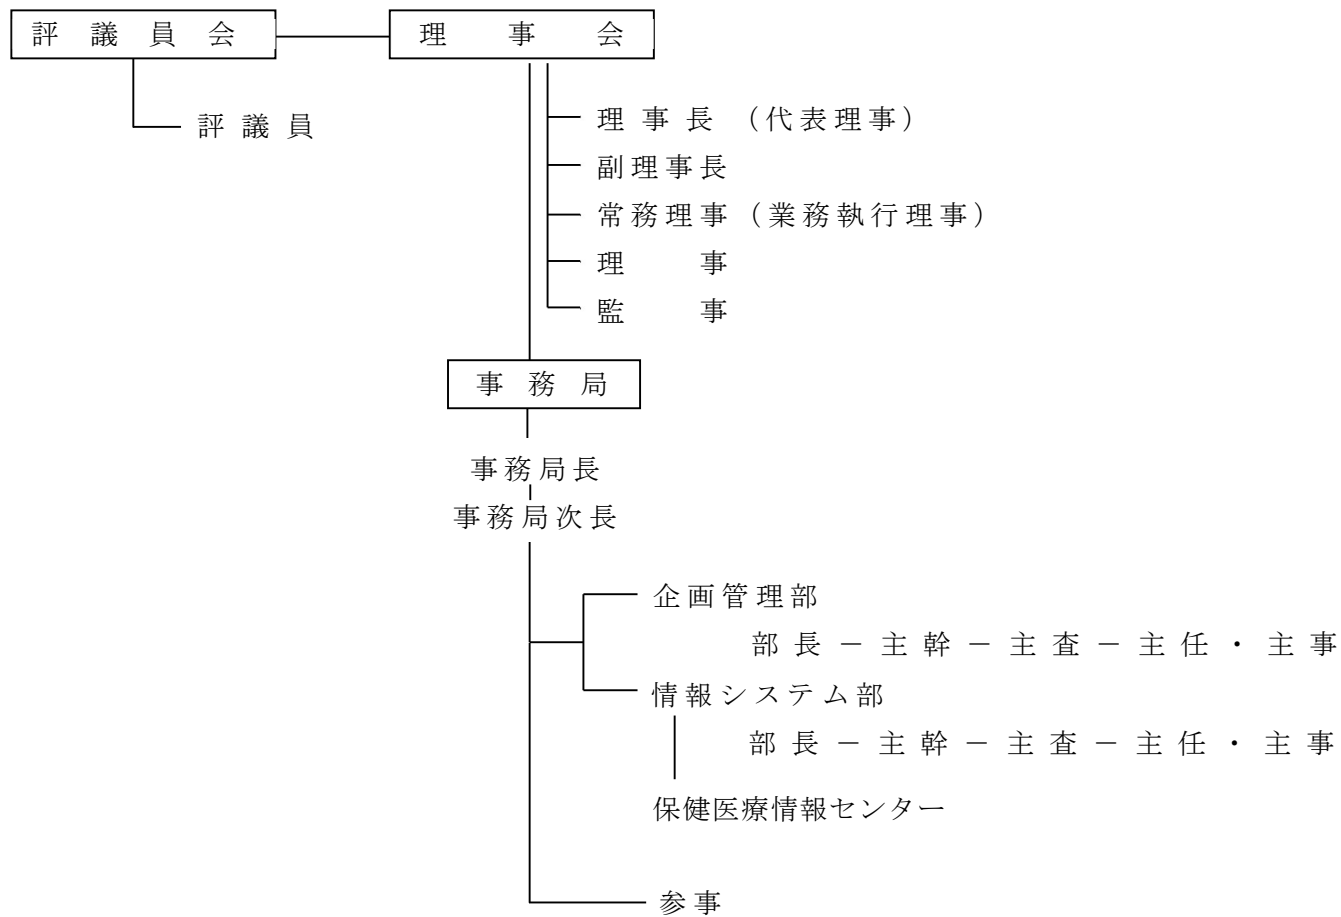 評議員会 理事会
評議員
理事長（代表理事）
副理事長
常務理事（業務執行理事）
理事
監事
事務局
事務局長
事務局次長
企画管理部
部長－主幹－主査－主任・主事
情報システム部
部長－主幹－主査－主任・主事
保健医療情報センター
参事